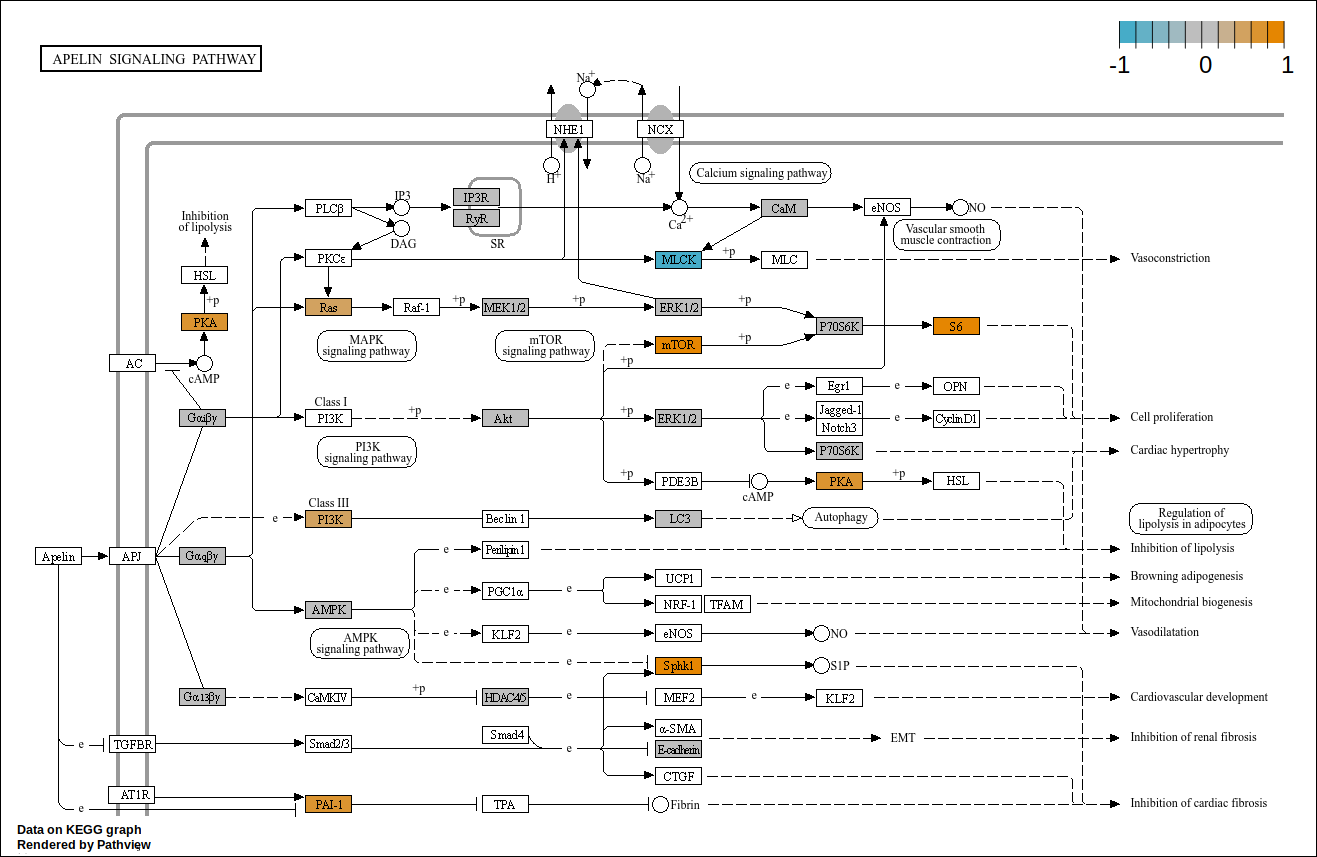 APELIN SIGNALING PATHWAY
-1 0 1
Na+
NHE1
NCX
H+
Na+
Calcium signaling pathway
Inhibition
of lipolysis
PLCβ
IP3
IP3R
RyR
SR
DAG
Ca2+
CaM
eNOS
NO
Vascular smooth
muscle contraction
HSL
+p
PKA
cAMP
AC
PKCε
MLCK
+p
MLC
Vasoconstriction
Ras
Raf-1
+p
MEK1/2
+p
ERK1/2
+p
P70S6K
S6
MAPK
signaling pathway
mTOR
signaling pathway
mTOR
+p
+p
Gαiβγ
Class I
PI3K
+p
Akt
+p
ERK1/2
e
Egr1
e
OPN
e
Jagged-1
Notch3
e
CyclinD1
Cell proliferation
P70S6K
Cardiac hypertrophy
PI3K
signaling pathway
+p
PDE3B
cAMP
PKA
+p
HSL
Class III
e
PI3K
Beclin 1
LC3
Autophagy
Regulation of
lipolysis in adipocytes
Apelin
APJ
Gαqβγ
e
Perilipin1
Inhibition of lipolysis
AMPK
e
PGC1α
e
UCP1
Browning adipogenesis
NRF-1
TFAM
Mitochondrial biogenesis
AMPK
signaling pathway
e
KLF2
e
eNOS
NO
Vasodilatation
e
Sphk1
S1P
Gα13βγ
CaMKIV
+p
HDAC4/5
e
MEF2
e
KLF2
Cardiovascular development
e
TGFBR
Smad2/3
Smad4
e
α-SMA
E-cadherin
EMT
Inhibition of renal fibrosis
CTGF
AT1R
e
PAI-1
TPA
Fibrin
Inhibition of cardiac fibrosis
Data on KEGG graph
Rendered by Pathview